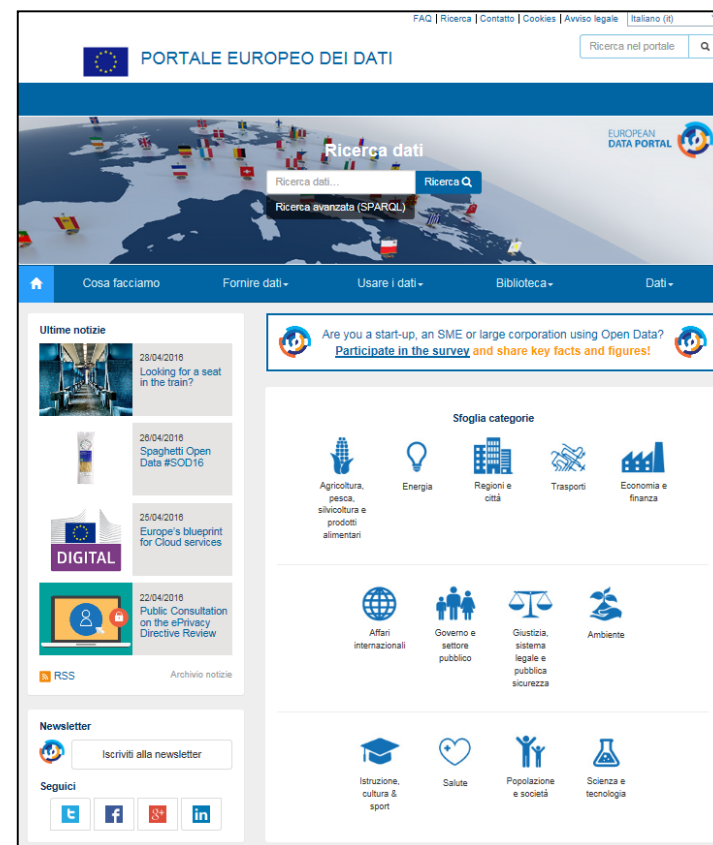 FAQ | Ricerca | Contatto | Cookies | Avviso legale Italiano (it)
PORTALE EUROPEO DEI DATI
Ricerca nel portale
EUROPEAN
DATA PORTAL
Ricerca dati
Ricerca dati...
Ricerca
Ricerca avanzata (SPARQL)
Cosa facciamo Fornire dati Usare i dati Biblioteca Dati
Ultime notizie
28/04/2016
Looking for a seat
in the train?
26/04/2016
Spaghetti Open
Data #SOD16
DIGITAL
25/04/2016
Europe's blueprint
for Cloud services
22/04/2016
Public Consultation
on the ePrivacy
Directive Review
RSS Archivio notizie
Newsletter
Iscriviti alla newsletter
Seguici
Are you a start-up, an SME or large corporation using Open Data?
Participate in the survey and share key facts and figures!
Sfoglia categorie
Agricoltura,
pesca,
silvicoltura e
prodotti
alimentari
Energia
Regioni e
città
Trasporti
Economia e
finanza
Affari
internazionali
Governo e
settore
pubblico
Giustizia,
sistema
legale e
pubblica
sicurezza
Ambiente
Istruzione,
cultura &
sport
Salute
Popolazione
e società
Scienza e
tecnologia